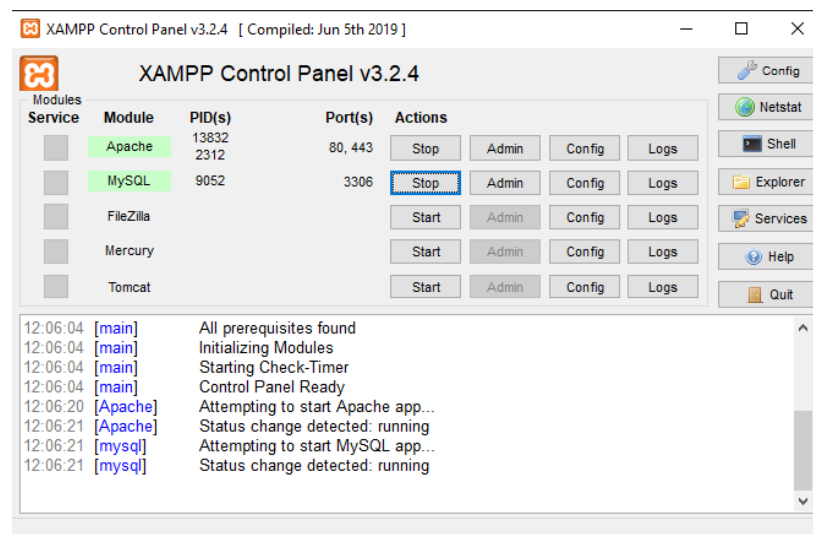 XAMPP Control Panel v3.2.4 [ Compiled: Jun 5th 2019 ]
XAMPP Control Panel v3.2.4
Config
Modules
Service Module PID(s) Port(s) Actions
Netstat
Apache 13832 2312 80, 443 Stop Admin Config Logs
Shell
MySQL 9052 3306 Stop Admin Config Logs
Explorer
FileZilla Start Admin Config Logs
Services
Mercury Start Admin Config Logs
Help
Tomcat Start Admin Config Logs
Quit
12:06:04 [main] All prerequisites found
12:06:04 [main] Initializing Modules
12:06:04 [main] Starting Check-Timer
12:06:04 [main] Control Panel Ready
12:06:20 [Apache] Attempting to start Apache app...
12:06:21 [Apache] Status change detected: running
12:06:21 [mysql] Attempting to start MySQL app...
12:06:21 [mysql] Status change detected: running